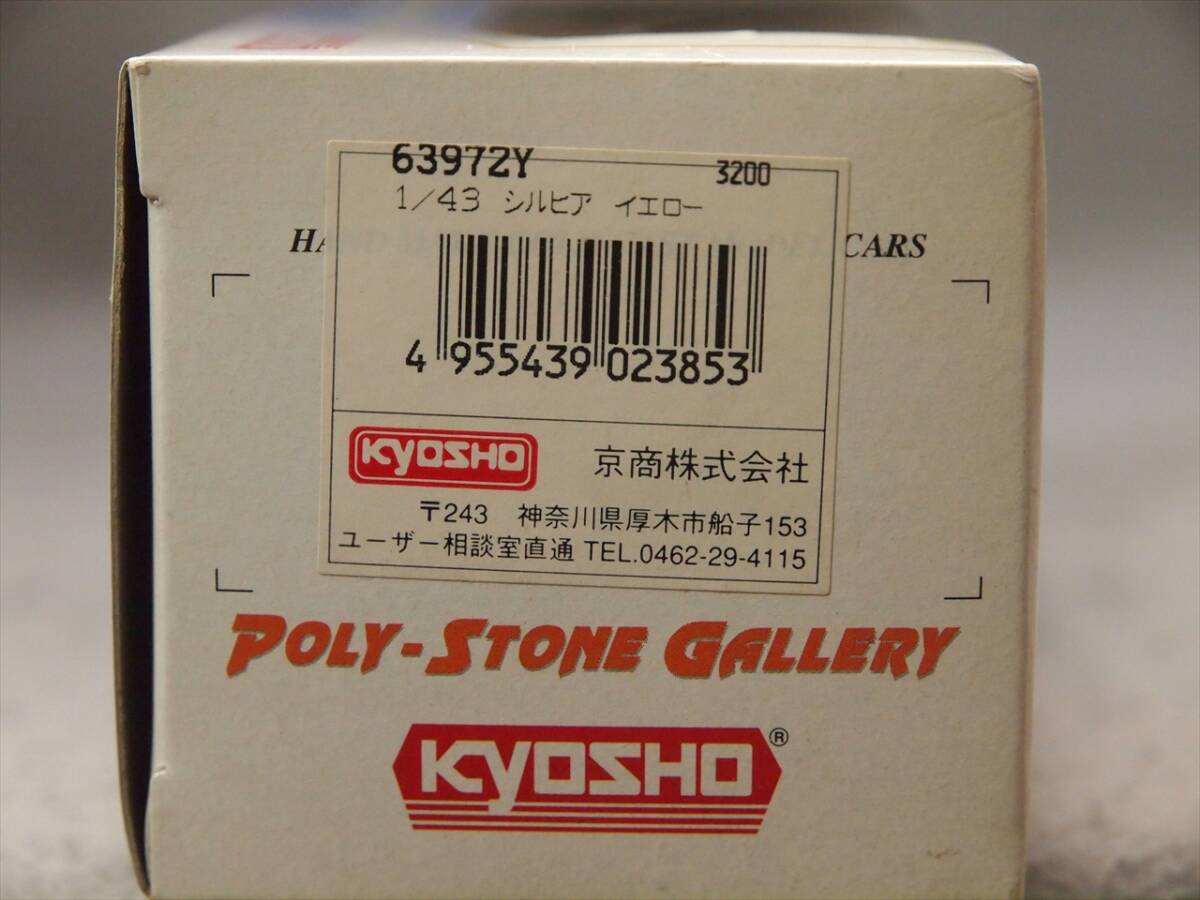 63972Y 3200
1/43 シルビア イエロー
CARS
4 955439 023853
KYOSHO 京商株式会社
〒243 神奈川県厚木市船子153
ユーザー相談室直通 TEL.0462-29-4115
POLY-STONE GALLERY
KYOSHO®